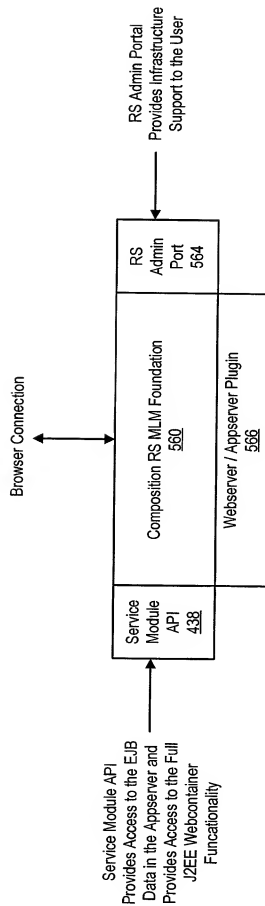 Browser Connection
Service Module API
Provides Access to the EJB
Data in the Appserver and
Provides Access to the Full
J2EE Webcontainer
Funcationality
Service
Module
API
438
Composition RS MLM Foundation
560
RS
Admin
Port
564
RS Admin Portal
Provides Infrastructure
Support to the User
Webserver / Appserver Plugin
566